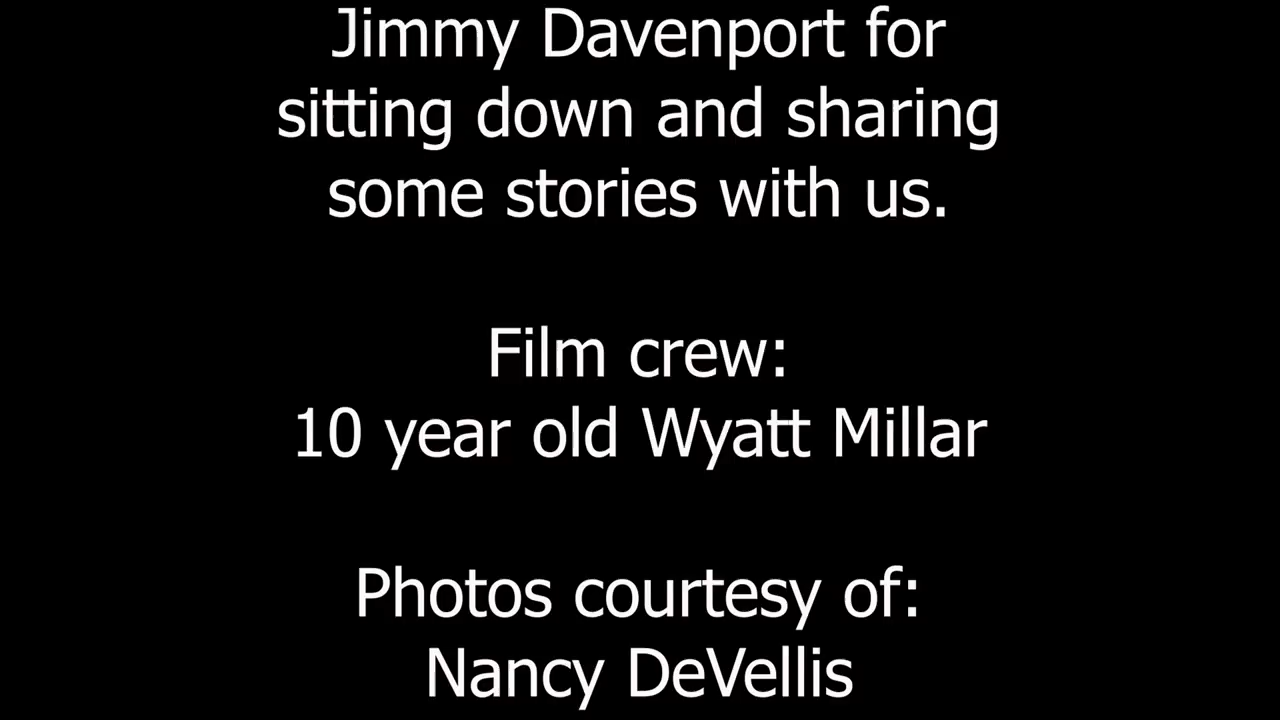 Jimmy Davenport for
sitting down and sharing
some stories with us.
Film crew:
10 year old Wyatt Millar
Photos courtesy of:
Nancy DeVellis